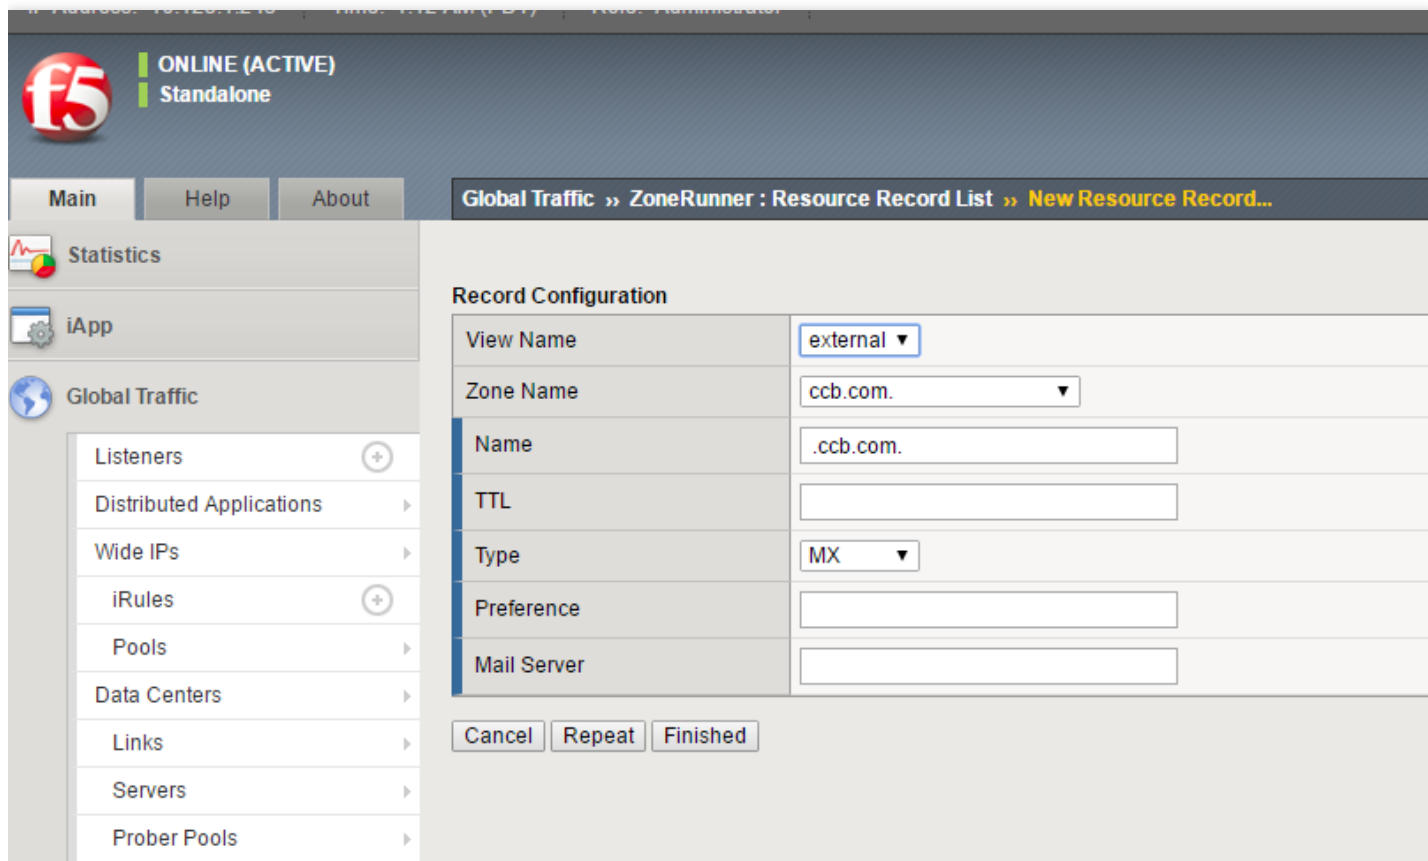 f5
ONLINE (ACTIVE)
Standalone
Main
Help
About
Global Traffic ›› ZoneRunner : Resource Record List ›› New Resource Record...
Statistics
iApp
Global Traffic
Listeners
Distributed Applications
Wide IPs
iRules
Pools
Data Centers
Links
Servers
Prober Pools
Record Configuration
View Name
external
Zone Name
ccb.com.
Name
.ccb.com.
TTL
Type
MX
Preference
Mail Server
Cancel
Repeat
Finished